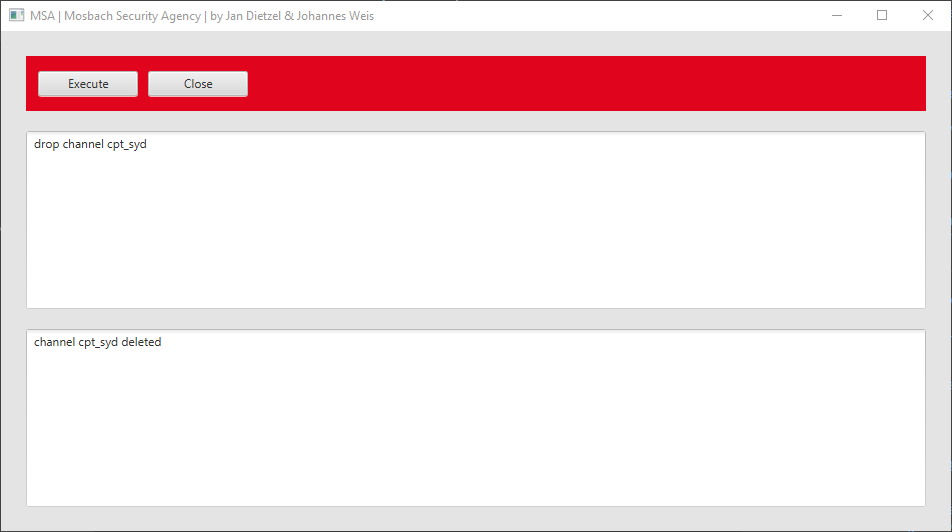 MSA | Mosbach Security Agency | by Jan Dietzel & Johannes Weis
Execute Close
drop channel cpt_syd
channel cpt_syd deleted